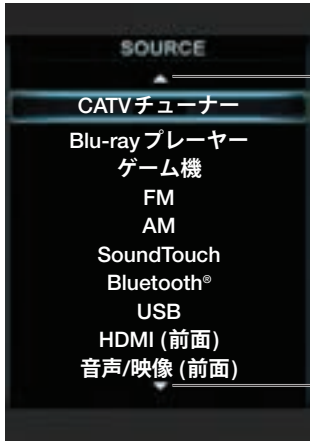 SOURCE
CATVチューナー
Blu-rayプレーヤー
ゲーム機
FM
AM
SoundTouch
Bluetooth®
USB
HDMI (前面)
音声/映像 (前面)